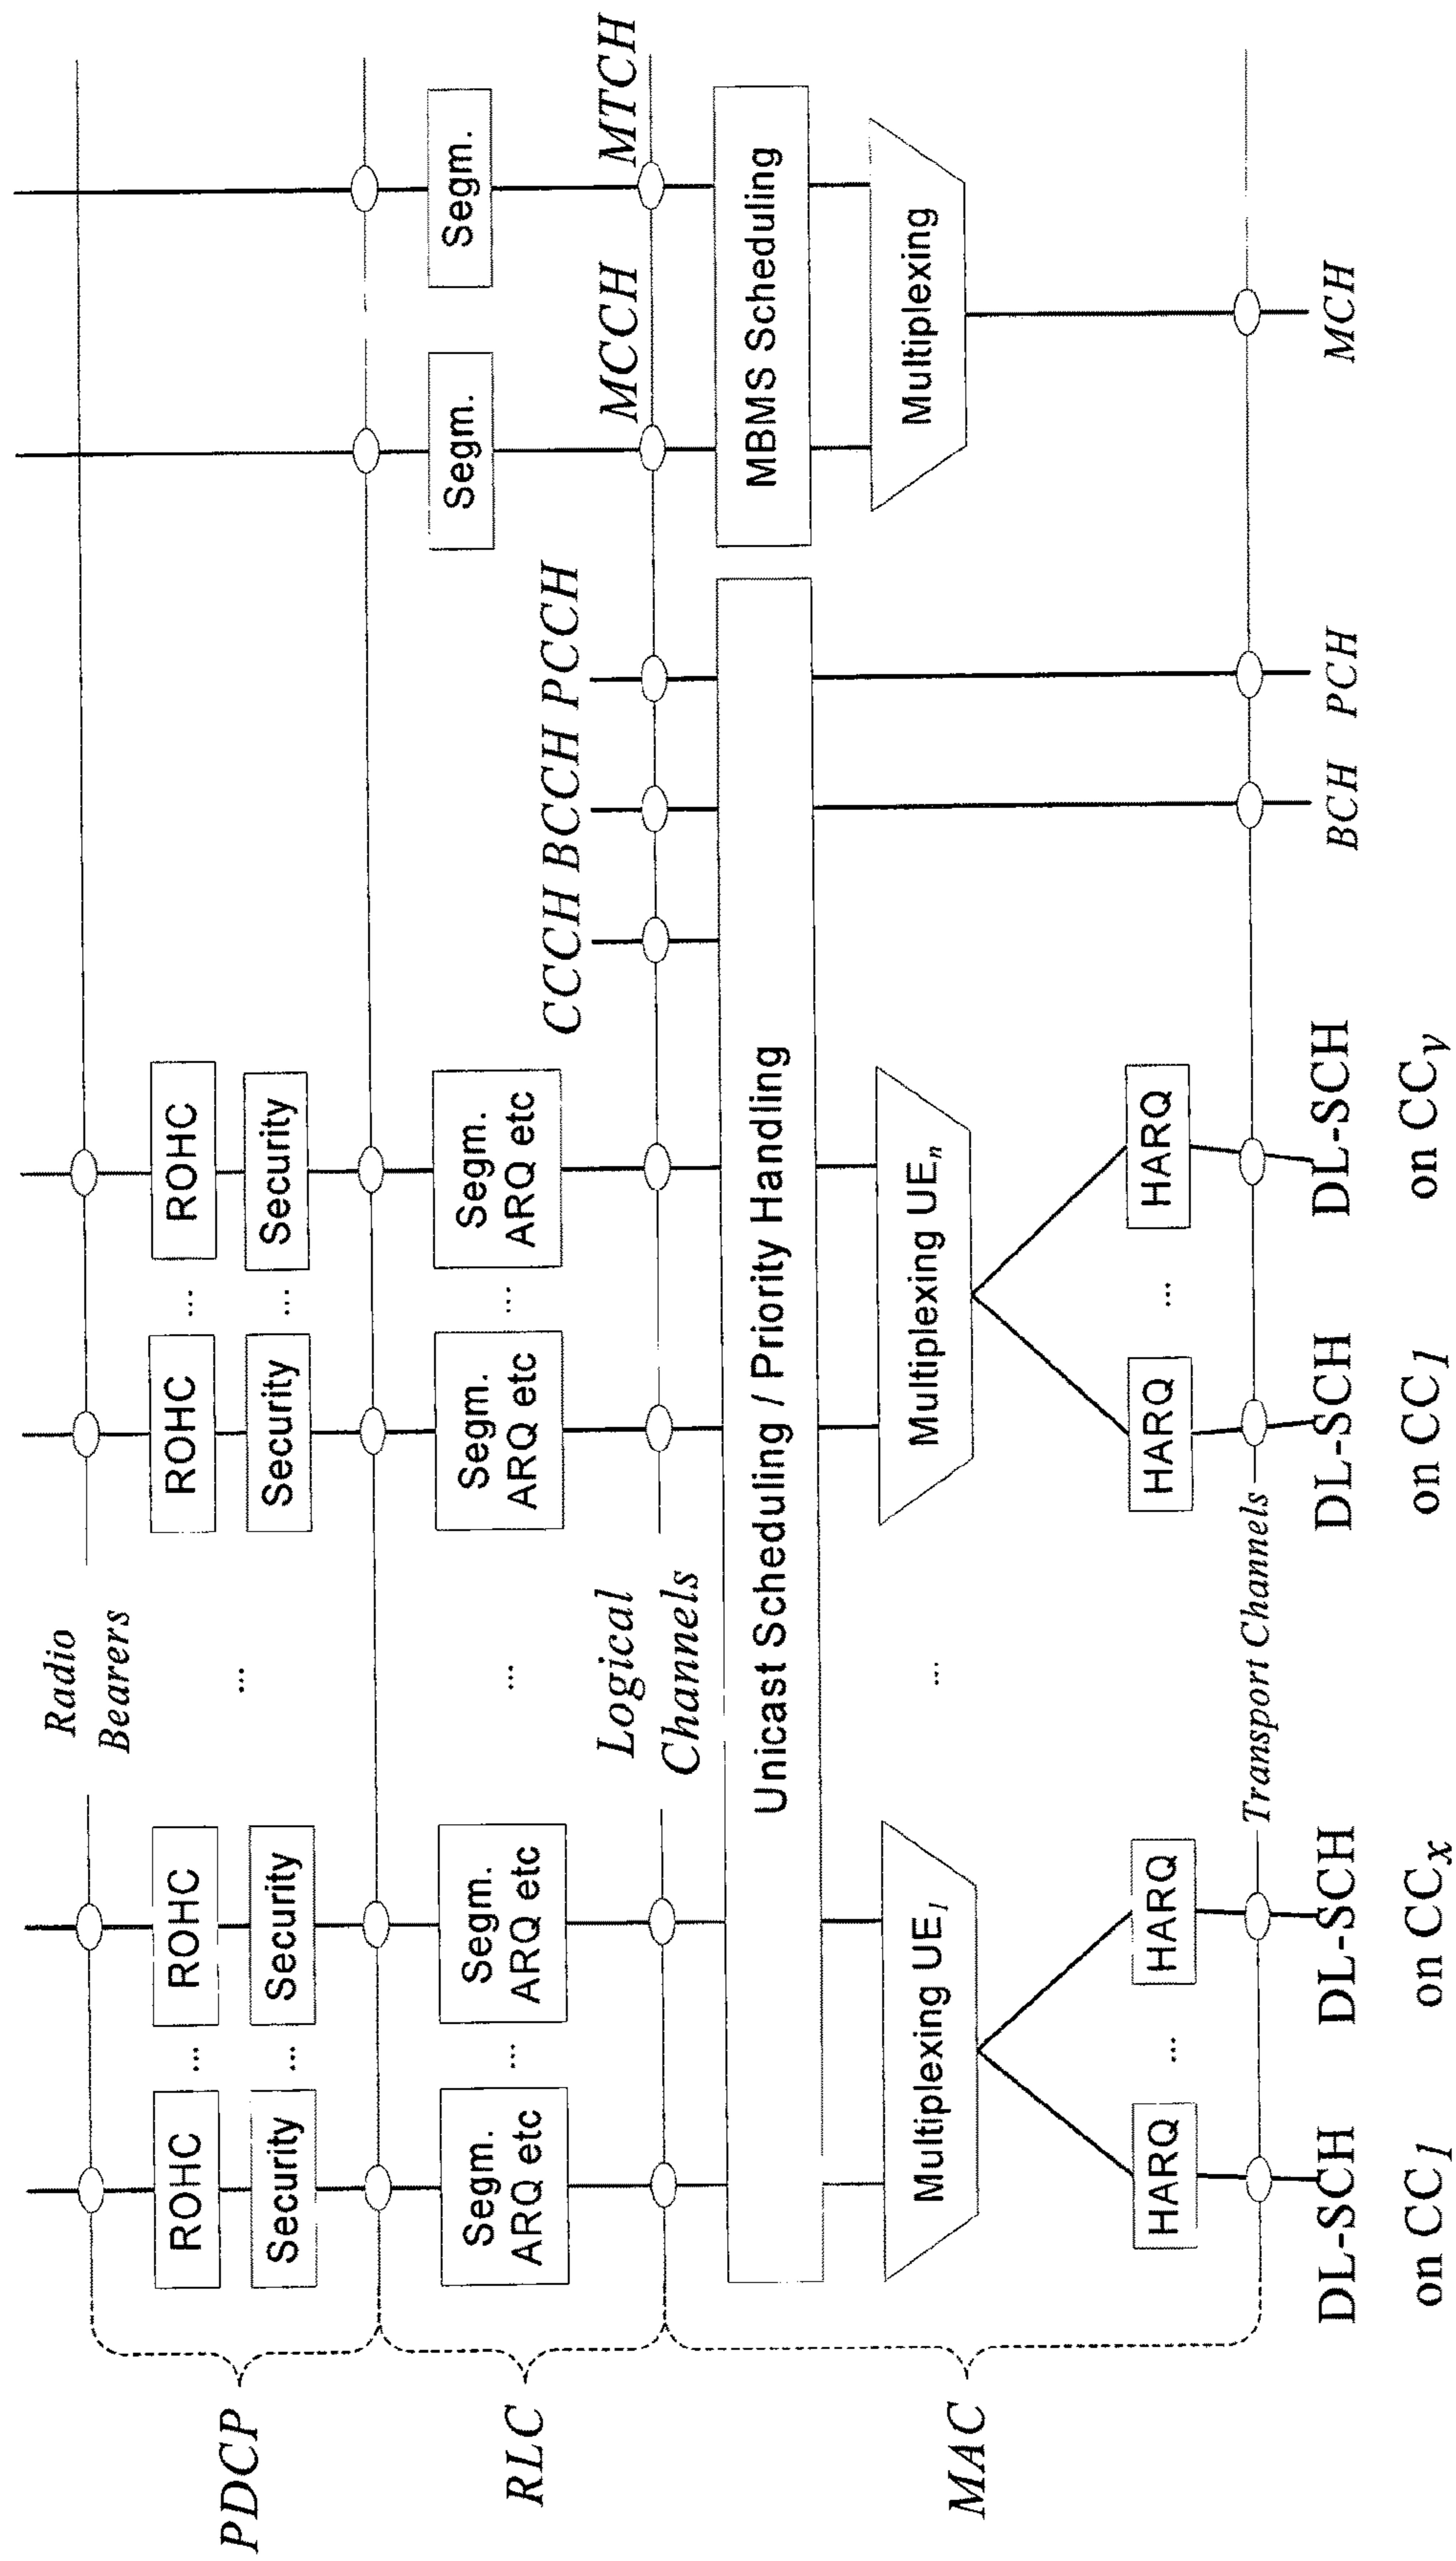 Radio
Bearers
PDCP
ROHC
...
ROHC
ROHC
...
ROHC
...
Security
...
Security
Security
...
Security
RLC
Segm.
ARQ etc
...
Segm.
ARQ etc
...
Segm.
ARQ etc
...
Segm.
ARQ etc
Segm.
Segm.
Logical
Channels
CCCH BCCH PCCH
MCCH
MTCH
MAC
Unicast Scheduling / Priority Handling
MBMS Scheduling
Multiplexing UE1
...
Multiplexing UEn
Multiplexing
HARQ
...
HARQ
HARQ
...
HARQ
Transport Channels
DL-SCH
on CC1
DL-SCH
on CCx
DL-SCH
on CC1
DL-SCH
on CCy
BCH
PCH
MCH